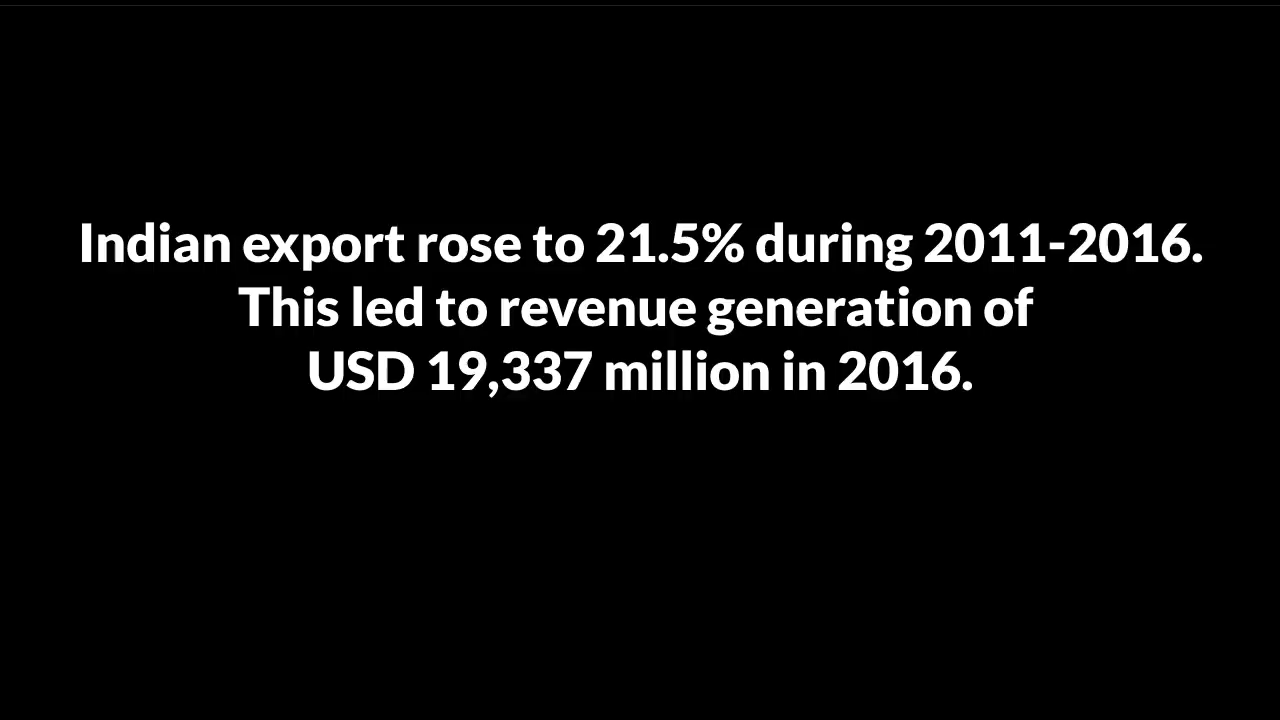 Indian export rose to 21.5% during 2011-2016.
This led to revenue generation of
USD 19,337 million in 2016.